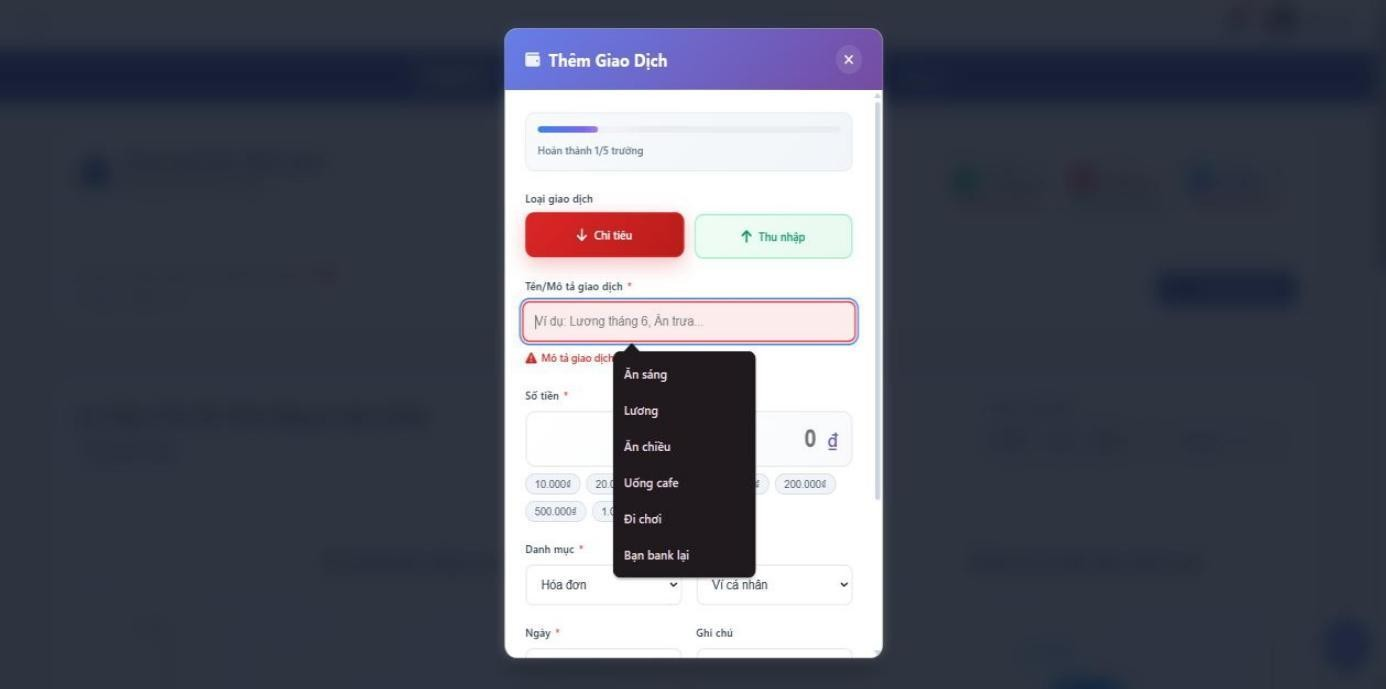 Thêm Giao Dịch
Hoàn thành 1/5 trường
Loại giao dịch
Chi tiêu
Thu nhập
Tên/Mô tả giao dịch *
Ví dụ: Lương tháng 6, Ăn trưa...
Mô tả giao dịch
Ăn sáng
Lương
Ăn chiều
Uống cafe
Đi chơi
Bạn bank lại
Số tiền *
0 ₫
10.000₫
200.000₫
500.000₫
Danh mục *
Hóa đơn
Ví cá nhân
Ngày *
Ghi chú